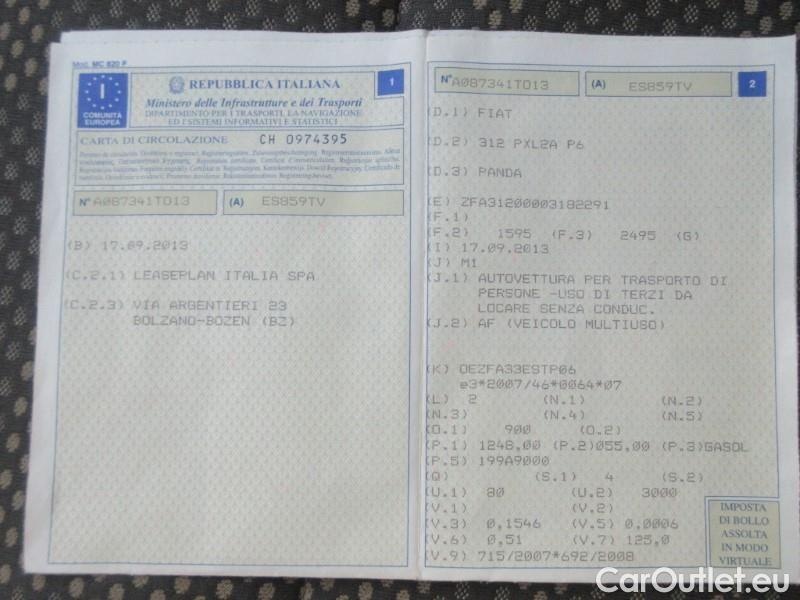 Mod. MC 820 F
I
COMUNITÀ
EUROPEA
REPUBBLICA ITALIANA
1
Ministero delle Infrastrutture e dei Trasporti
DIPARTIMENTO PER I TRASPORTI, LA NAVIGAZIONE
ED I SISTEMI INFORMATIVI E STATISTICI
CARTA DI CIRCOLAZIONE CH 0974395
N° A087341TO13 (A) ES859TV
(B) 17.09.2013
(C.2.1) LEASEPLAN ITALIA SPA
(C.2.3) VIA ARGENTIERI 23
BOLZANO-BOZEN (BZ)
N° A087341TO13 (A) ES859TV 2
(D.1) FIAT
(D.2) 312 PXL2A P6
(D.3) PANDA
(E) ZFA31200003182291
(F.1)
(F.2) 1595 (F.3) 2495 (G)
(I) 17.09.2013
(J) M1
(J.1) AUTOVETTURA PER TRASPORTO DI
PERSONE -USO DI TERZI DA
LOCARE SENZA CONDUC.
(J.2) AF (VEICOLO MULTIUSO)
(K) OEZFA33ESTP06
e3*2007/46*0064*07
(L) 2 (N.1) (N.2)
(N.3) (N.4) (N.5)
(O.1) 900 (O.2)
(P.1) 1248,00 (P.2)055,00 (P.3)GASOL
(P.5) 199A9000
(Q) (S.1) 4 (S.2)
(U.1) 80 (U.2) 3000
(V.1) (V.2)
(V.3) 0,1546 (V.5) 0,0006
(V.6) 0,51 (V.7) 125,0
(V.9) 715/2007*692/2008
IMPOSTA
DI BOLLO
ASSOLTA
IN MODO
VIRTUALE
CarOutlet.eu